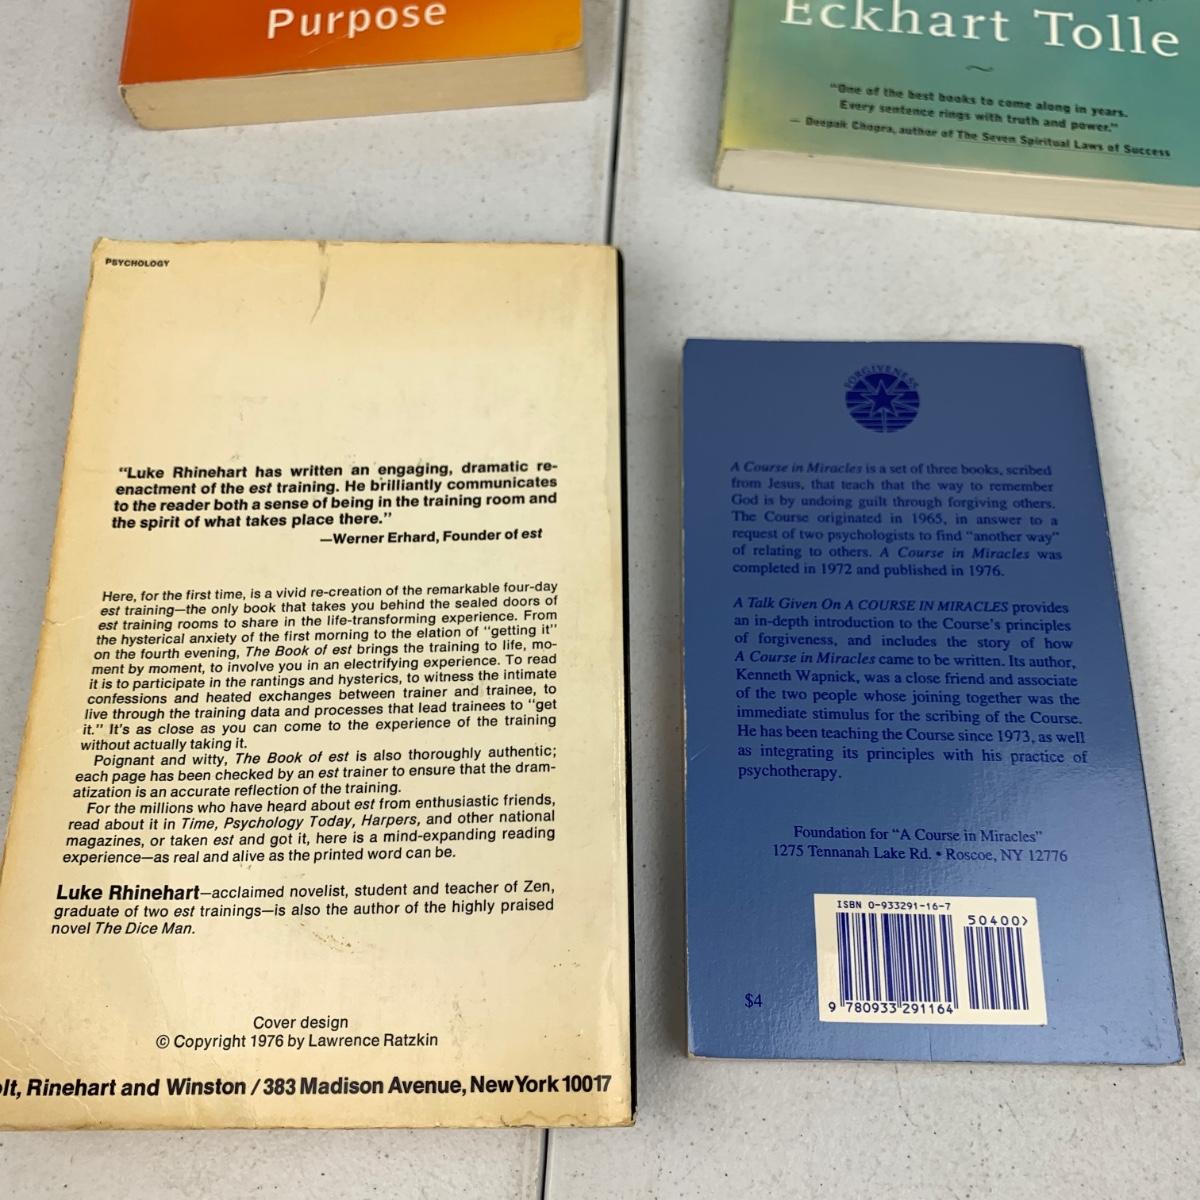 Purpose
Eckhart Tolle
"One of the best books to come along in years.
Every sentence rings with truth and power."
— Deepak Chopra, author of The Seven Spiritual Laws of Success
PSYCHOLOGY
"Luke Rhinehart has written an engaging, dramatic re-
enactment of the est training. He brilliantly communicates
to the reader both a sense of being in the training room and
the spirit of what takes place there."
—Werner Erhard, Founder of est
Here, for the first time, is a vivid re-creation of the remarkable four-day
est training—the only book that takes you behind the sealed doors of
est training rooms to share in the life-transforming experience. From
the hysterical anxiety of the first morning to the elation of "getting it"
on the fourth evening, The Book of est brings the training to life, mo-
ment by moment, to involve you in an electrifying experience. To read
it is to participate in the rantings and hysterics, to witness the intimate
confessions and heated exchanges between trainer and trainee, to
live through the training data and processes that lead trainees to "get
it." It's as close as you can come to the experience of the training
without actually taking it.
Poignant and witty, The Book of est is also thoroughly authentic;
each page has been checked by an est trainer to ensure that the dram-
atization is an accurate reflection of the training.
For the millions who have heard about est from enthusiastic friends,
read about it in Time, Psychology Today, Harpers, and other national
magazines, or taken est and got it, here is a mind-expanding reading
experience—as real and alive as the printed word can be.
Luke Rhinehart—acclaimed novelist, student and teacher of Zen,
graduate of two est trainings—is also the author of the highly praised
novel The Dice Man.
Cover design
© Copyright 1976 by Lawrence Ratzkin
lt, Rinehart and Winston / 383 Madison Avenue, New York 10017
FORGIVENESS
A Course in Miracles is a set of three books, scribed
from Jesus, that teach that the way to remember
God is by undoing guilt through forgiving others.
The Course originated in 1965, in answer to a
request of two psychologists to find "another way"
of relating to others. A Course in Miracles was
completed in 1972 and published in 1976.
A Talk Given On A COURSE IN MIRACLES provides
an in-depth introduction to the Course's principles
of forgiveness, and includes the story of how
A Course in Miracles came to be written. Its author,
Kenneth Wapnick, was a close friend and associate
of the two people whose joining together was the
immediate stimulus for the scribing of the Course.
He has been teaching the Course since 1973, as well
as integrating its principles with his practice of
psychotherapy.
Foundation for "A Course in Miracles"
1275 Tennanah Lake Rd. • Roscoe, NY 12776
ISBN 0-933291-16-7
50400>
9 780933 291164
$4